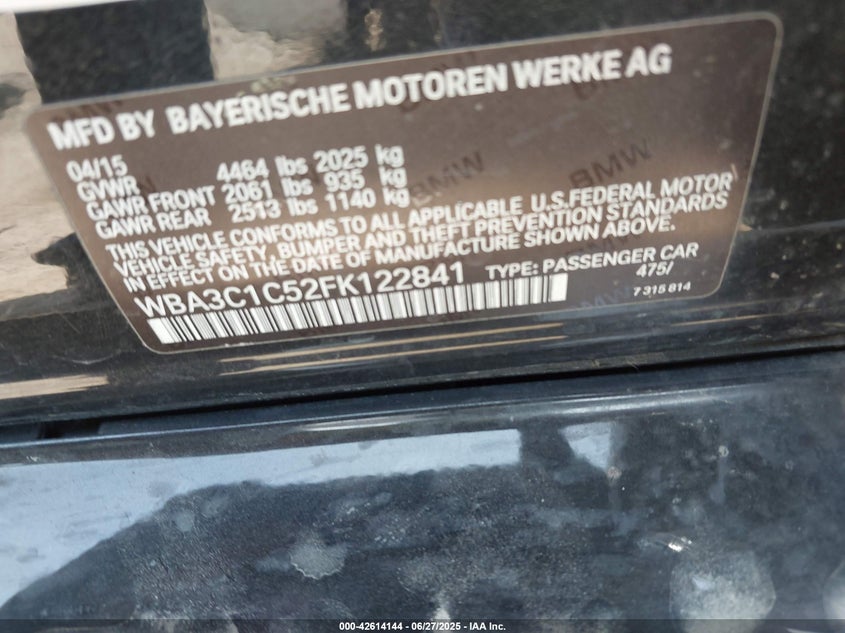 MFD BY BAYERISCHE MOTOREN WERKE AG
04/15
GVWR 4464 lbs 2025 kg
GAWR FRONT 2061 lbs 935 kg
GAWR REAR 2513 lbs 1140 kg
THIS VEHICLE CONFORMS TO ALL APPLICABLE U.S.FEDERAL MOTOR
VEHICLE SAFETY, BUMPER AND THEFT PREVENTION STANDARDS
IN EFFECT ON THE DATE OF MANUFACTURE SHOWN ABOVE.
WBA3C1C52FK122841 TYPE: PASSENGER CAR
475/
7315814
BMW
BMW
000-42614144 - 06/27/2025 - IAA Inc.